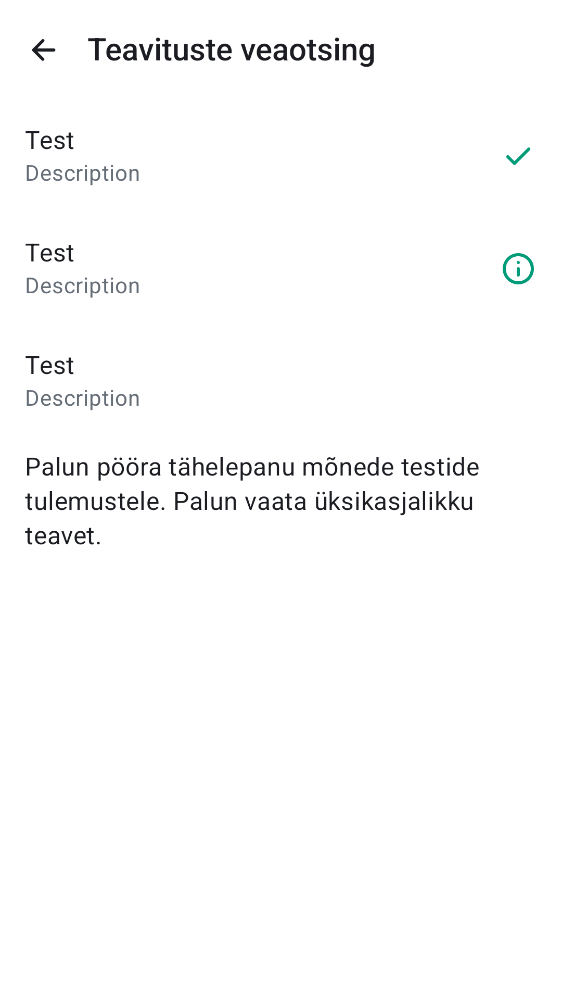 Teavituste veaotsing
Test
Description
Test
Description
Test
Description
Palun pööra tähelepanu mõnede testide
tulemustele. Palun vaata üksikasjalikku
teavet.